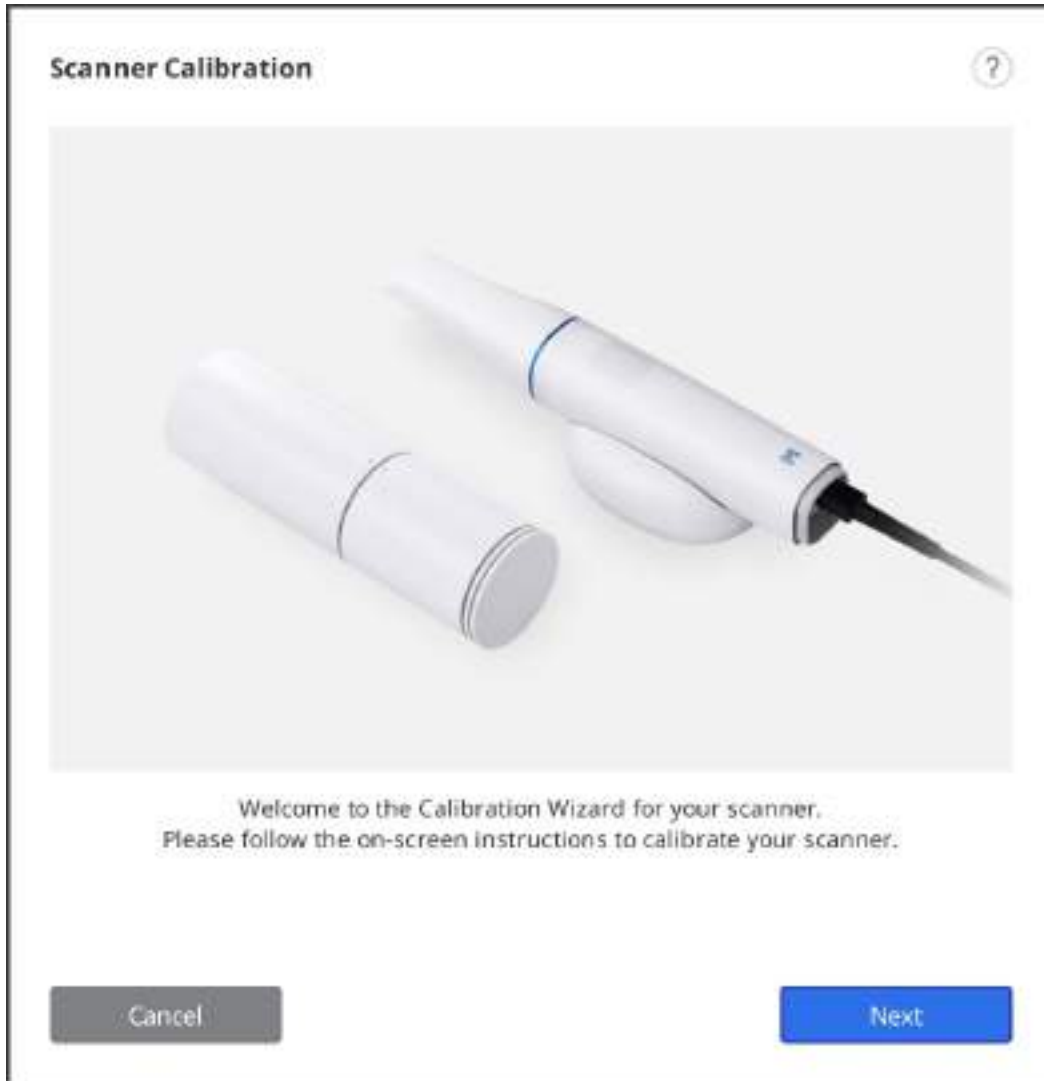 Scanner Calibration
?
Welcome to the Calibration Wizard for your scanner.
Please follow the on-screen instructions to calibrate your scanner.
Cancel
Next